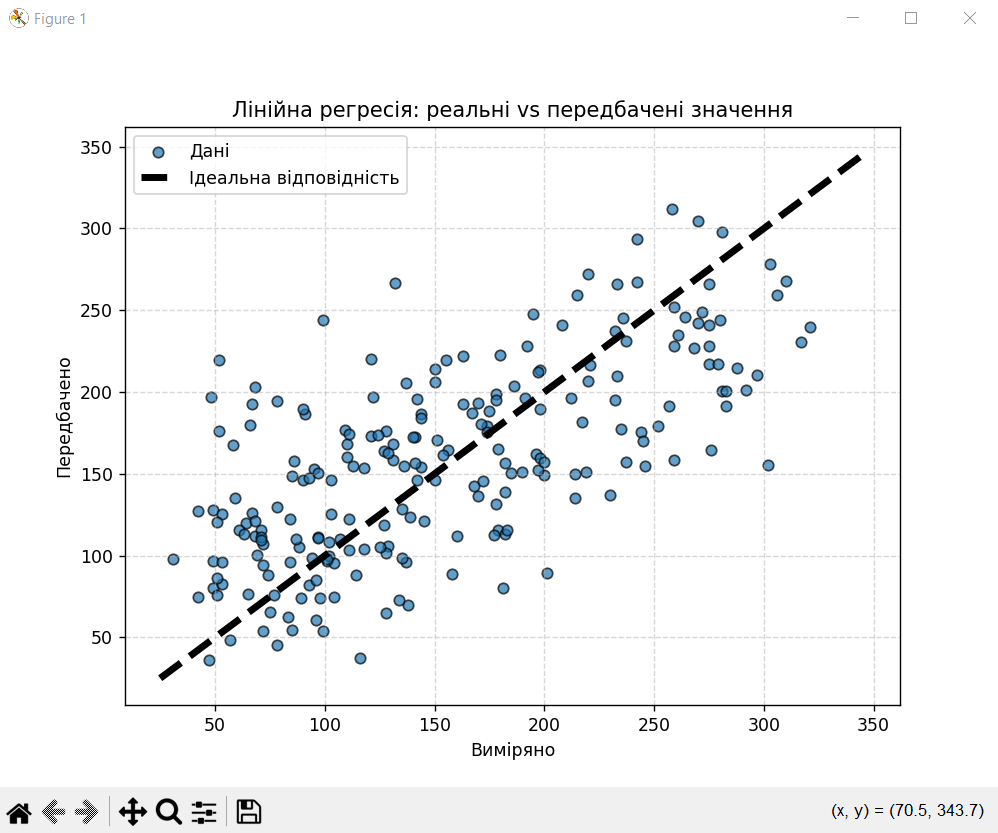 Figure 1
Лінійна регресія: реальні vs передбачені значення
Дані
Ідеальна відповідність
350
300
250
200
150
100
50
Передбачено
50 100 150 200 250 300 350
Виміряно
(x, y) = (70.5, 343.7)